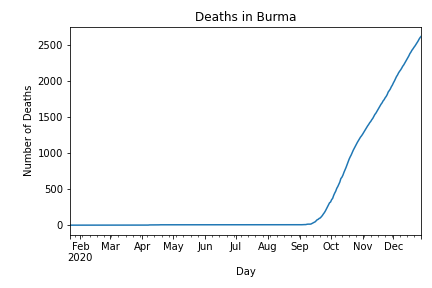 Deaths in Burma
2500
2000
1500
1000
500
0
Number of Deaths
Feb Mar Apr May Jun Jul Aug Sep Oct Nov Dec
2020
Day